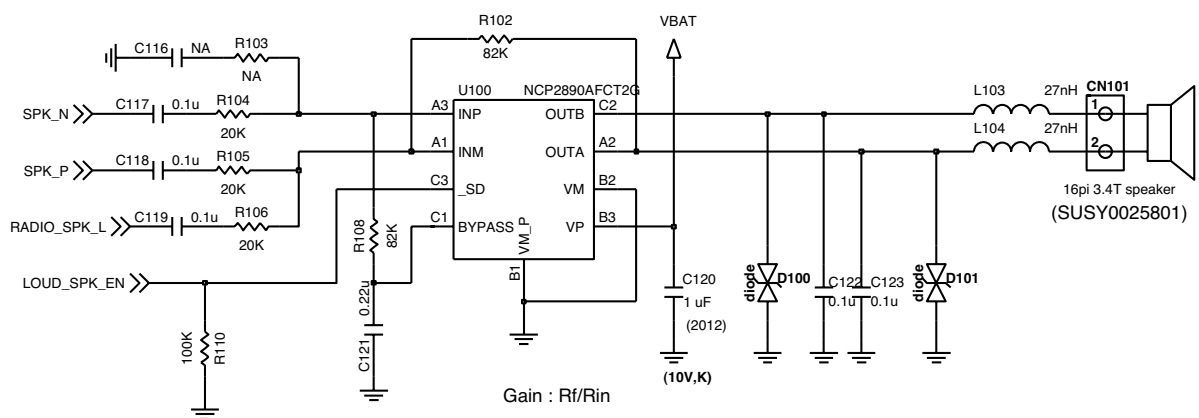 R102
82K
VBAT
C116
NA
R103
NA
U100
NCP2890AFCT2G
SPK_N
C117
0.1u
R104
20K
A3
INP
C2
OUTB
L103
27nH
CN101
1
SPK_P
C118
0.1u
R105
20K
A1
INM
A2
OUTA
L104
27nH
2
C3
_SD
B2
VM
16pi 3.4T speaker
(SUSY0025801)
RADIO_SPK_L
C119
0.1u
R106
20K
R108
82K
C1
BYPASS
VM_P
B3
VP
B1
LOUD_SPK_EN
0.22u
C121
C120
1 uF
(2012)
(10V,K)
diode
D100
C122
0.1u
C123
0.1u
diode
D101
100K
R110
Gain : Rf/Rin